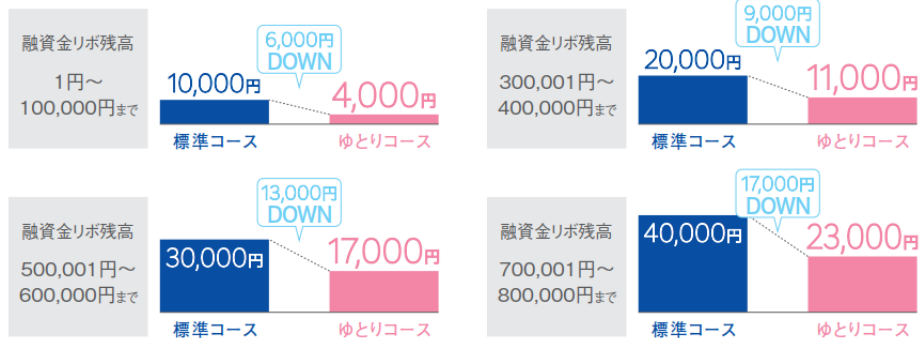 融資金リボ残高
1円～
100,000円まで
6,000円
DOWN
10,000円
4,000円
標準コース
ゆとりコース
融資金リボ残高
300,001円～
400,000円まで
9,000円
DOWN
20,000円
11,000円
標準コース
ゆとりコース
融資金リボ残高
500,001円～
600,000円まで
13,000円
DOWN
30,000円
17,000円
標準コース
ゆとりコース
融資金リボ残高
700,001円～
800,000円まで
17,000円
DOWN
40,000円
23,000円
標準コース
ゆとりコース